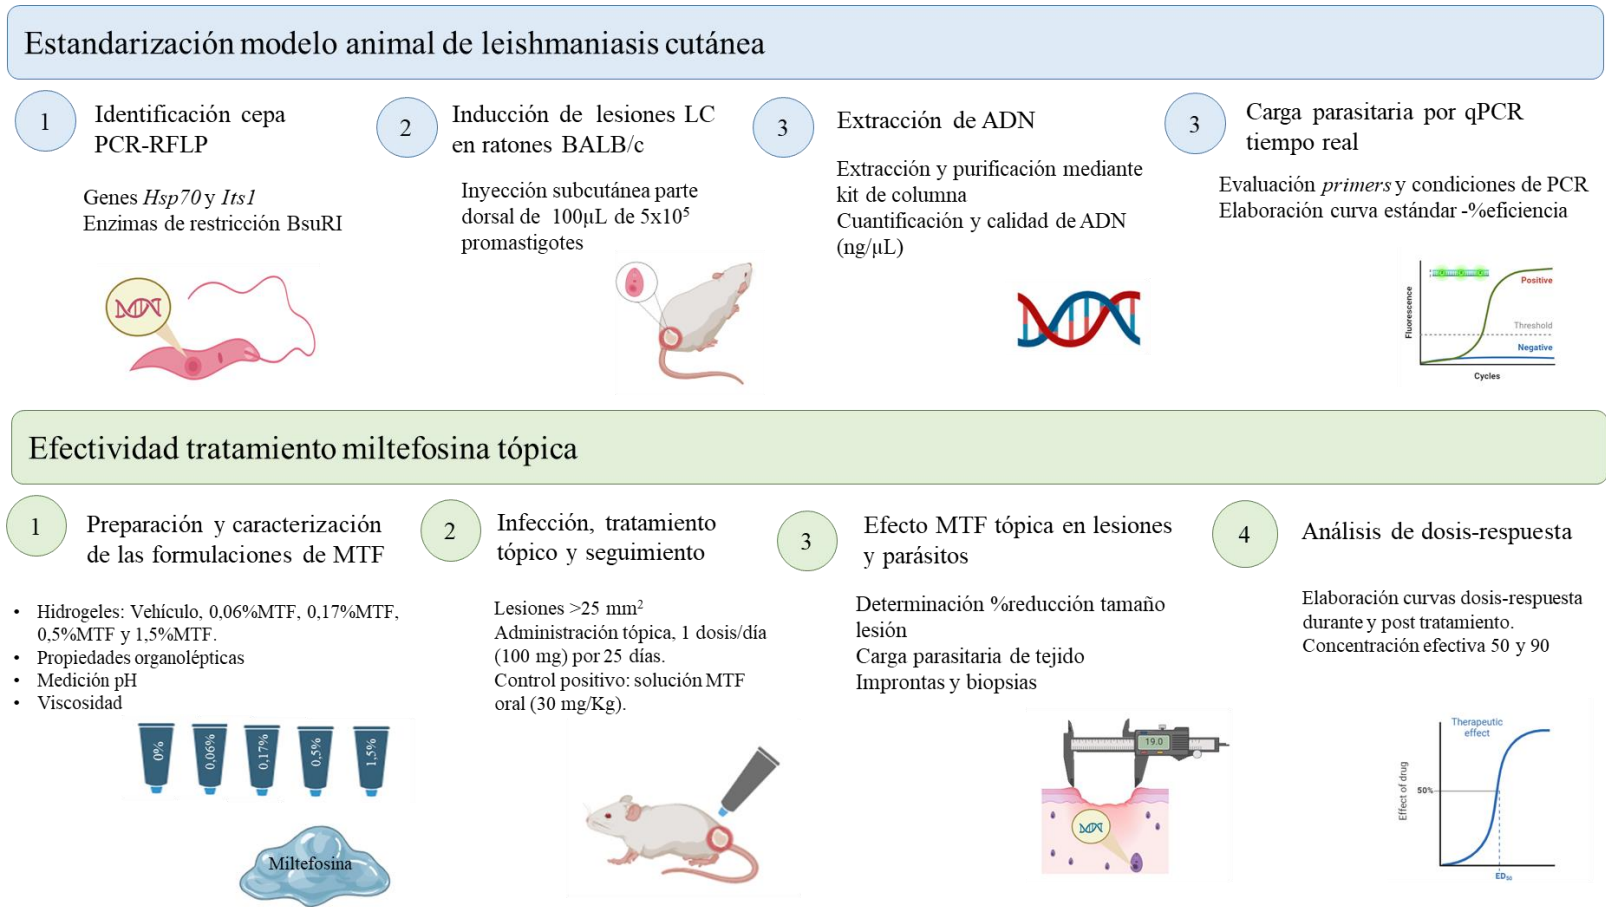 Estandarización modelo animal de leishmaniasis cutánea
1
Identificación cepa
PCR-RFLP
Genes Hsp70 y Its1
Enzimas de restricción BsuRI
2
Inducción de lesiones LC
en ratones BALB/c
Inyección subcutánea parte
dorsal de 100µL de 5x10⁵
promastigotes
3
Extracción de ADN
Extracción y purificación mediante
kit de columna
Cuantificación y calidad de ADN
(ng/µL)
3
Carga parasitaria por qPCR
tiempo real
Evaluación primers y condiciones de PCR
Elaboración curva estándar -%eficiencia
Fluorescence
Positive
Threshold
Negative
Cycles
Efectividad tratamiento miltefosina tópica
1
Preparación y caracterización
de las formulaciones de MTF
• Hidrogeles: Vehículo, 0,06%MTF, 0,17%MTF,
0,5%MTF y 1,5%MTF.
• Propiedades organolépticas
• Medición pH
• Viscosidad
0%
0,06%
0,17%
0,5%
1,5%
Miltefosina
2
Infección, tratamiento
tópico y seguimiento
Lesiones >25 mm²
Administración tópica, 1 dosis/día
(100 mg) por 25 días.
Control positivo: solución MTF
oral (30 mg/Kg).
3
Efecto MTF tópica en lesiones
y parásitos
Determinación %reducción tamaño
lesión
Carga parasitaria de tejido
Improntas y biopsias
19.0
4
Análisis de dosis-respuesta
Elaboración curvas dosis-respuesta
durante y post tratamiento.
Concentración efectiva 50 y 90
Therapeutic
effect
Effect of drug
50%
ED₅₀